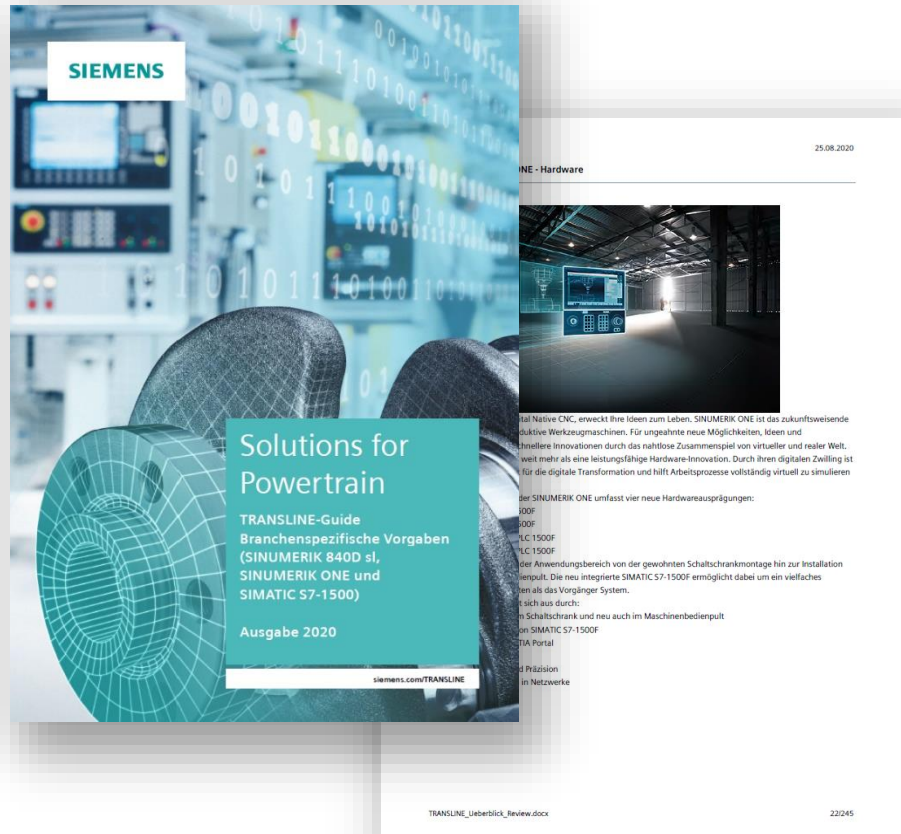 SIEMENS
Solutions for
Powertrain
TRANSLINE-Guide
Branchenspezifische Vorgaben
(SINUMERIK 840D sl,
SINUMERIK ONE und
SIMATIC S7-1500)
Ausgabe 2020
siemens.com/TRANSLINE
25.08.2020
ONE - Hardware
Native CNC, erweckt Ihre Ideen zum Leben. SINUMERIK ONE ist das zukunftsweisende
Werkzeugmaschinen. Für ungeahnte neue Möglichkeiten, Ideen und
Innovationen durch das nahtlose Zusammenspiel von virtueller und realer Welt.
weit mehr als eine leistungsfähige Hardware-Innovation. Durch ihren digitalen Zwilling ist
für die digitale Transformation und hilft Arbeitsprozesse vollständig virtuell zu simulieren
der SINUMERIK ONE umfasst vier neue Hardwareausprägungen:
500F
500F
PLC 1500F
PLC 1500F
der Anwendungsbereich von der gewohnten Schaltschrankmontage hin zur Installation
Die neu integrierte SIMATIC S7-1500F ermöglicht dabei um ein vielfaches
als das Vorgänger System.
sich aus durch:
Schaltschrank und neu auch im Maschinenbedienpult
SIMATIC S7-1500F
TIA Portal
Präzision
in Netzwerke
TRANSLINE_Ueberblick_Review.docx
22/245